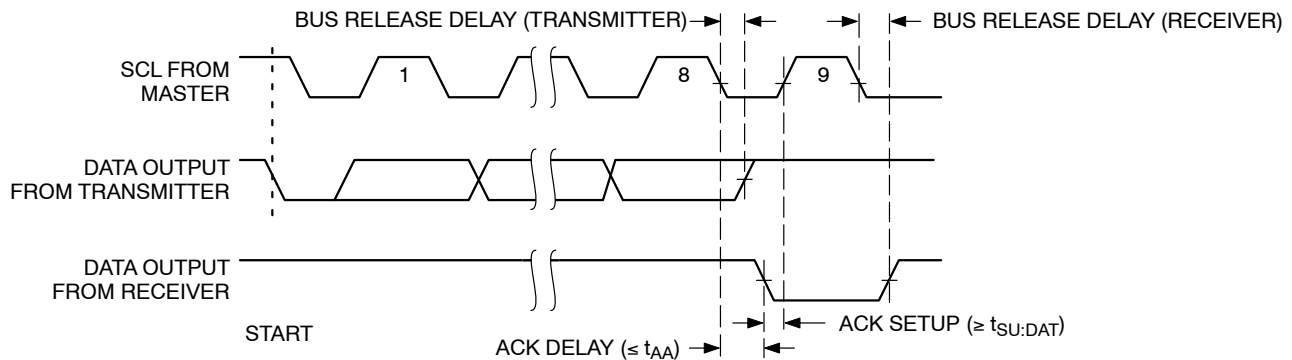 BUS RELEASE DELAY (TRANSMITTER)
BUS RELEASE DELAY (RECEIVER)
SCL FROM
MASTER
1
8
9
DATA OUTPUT
FROM TRANSMITTER
DATA OUTPUT
FROM RECEIVER
START
ACK SETUP (≥ tSU:DAT)
ACK DELAY (≤ tAA)